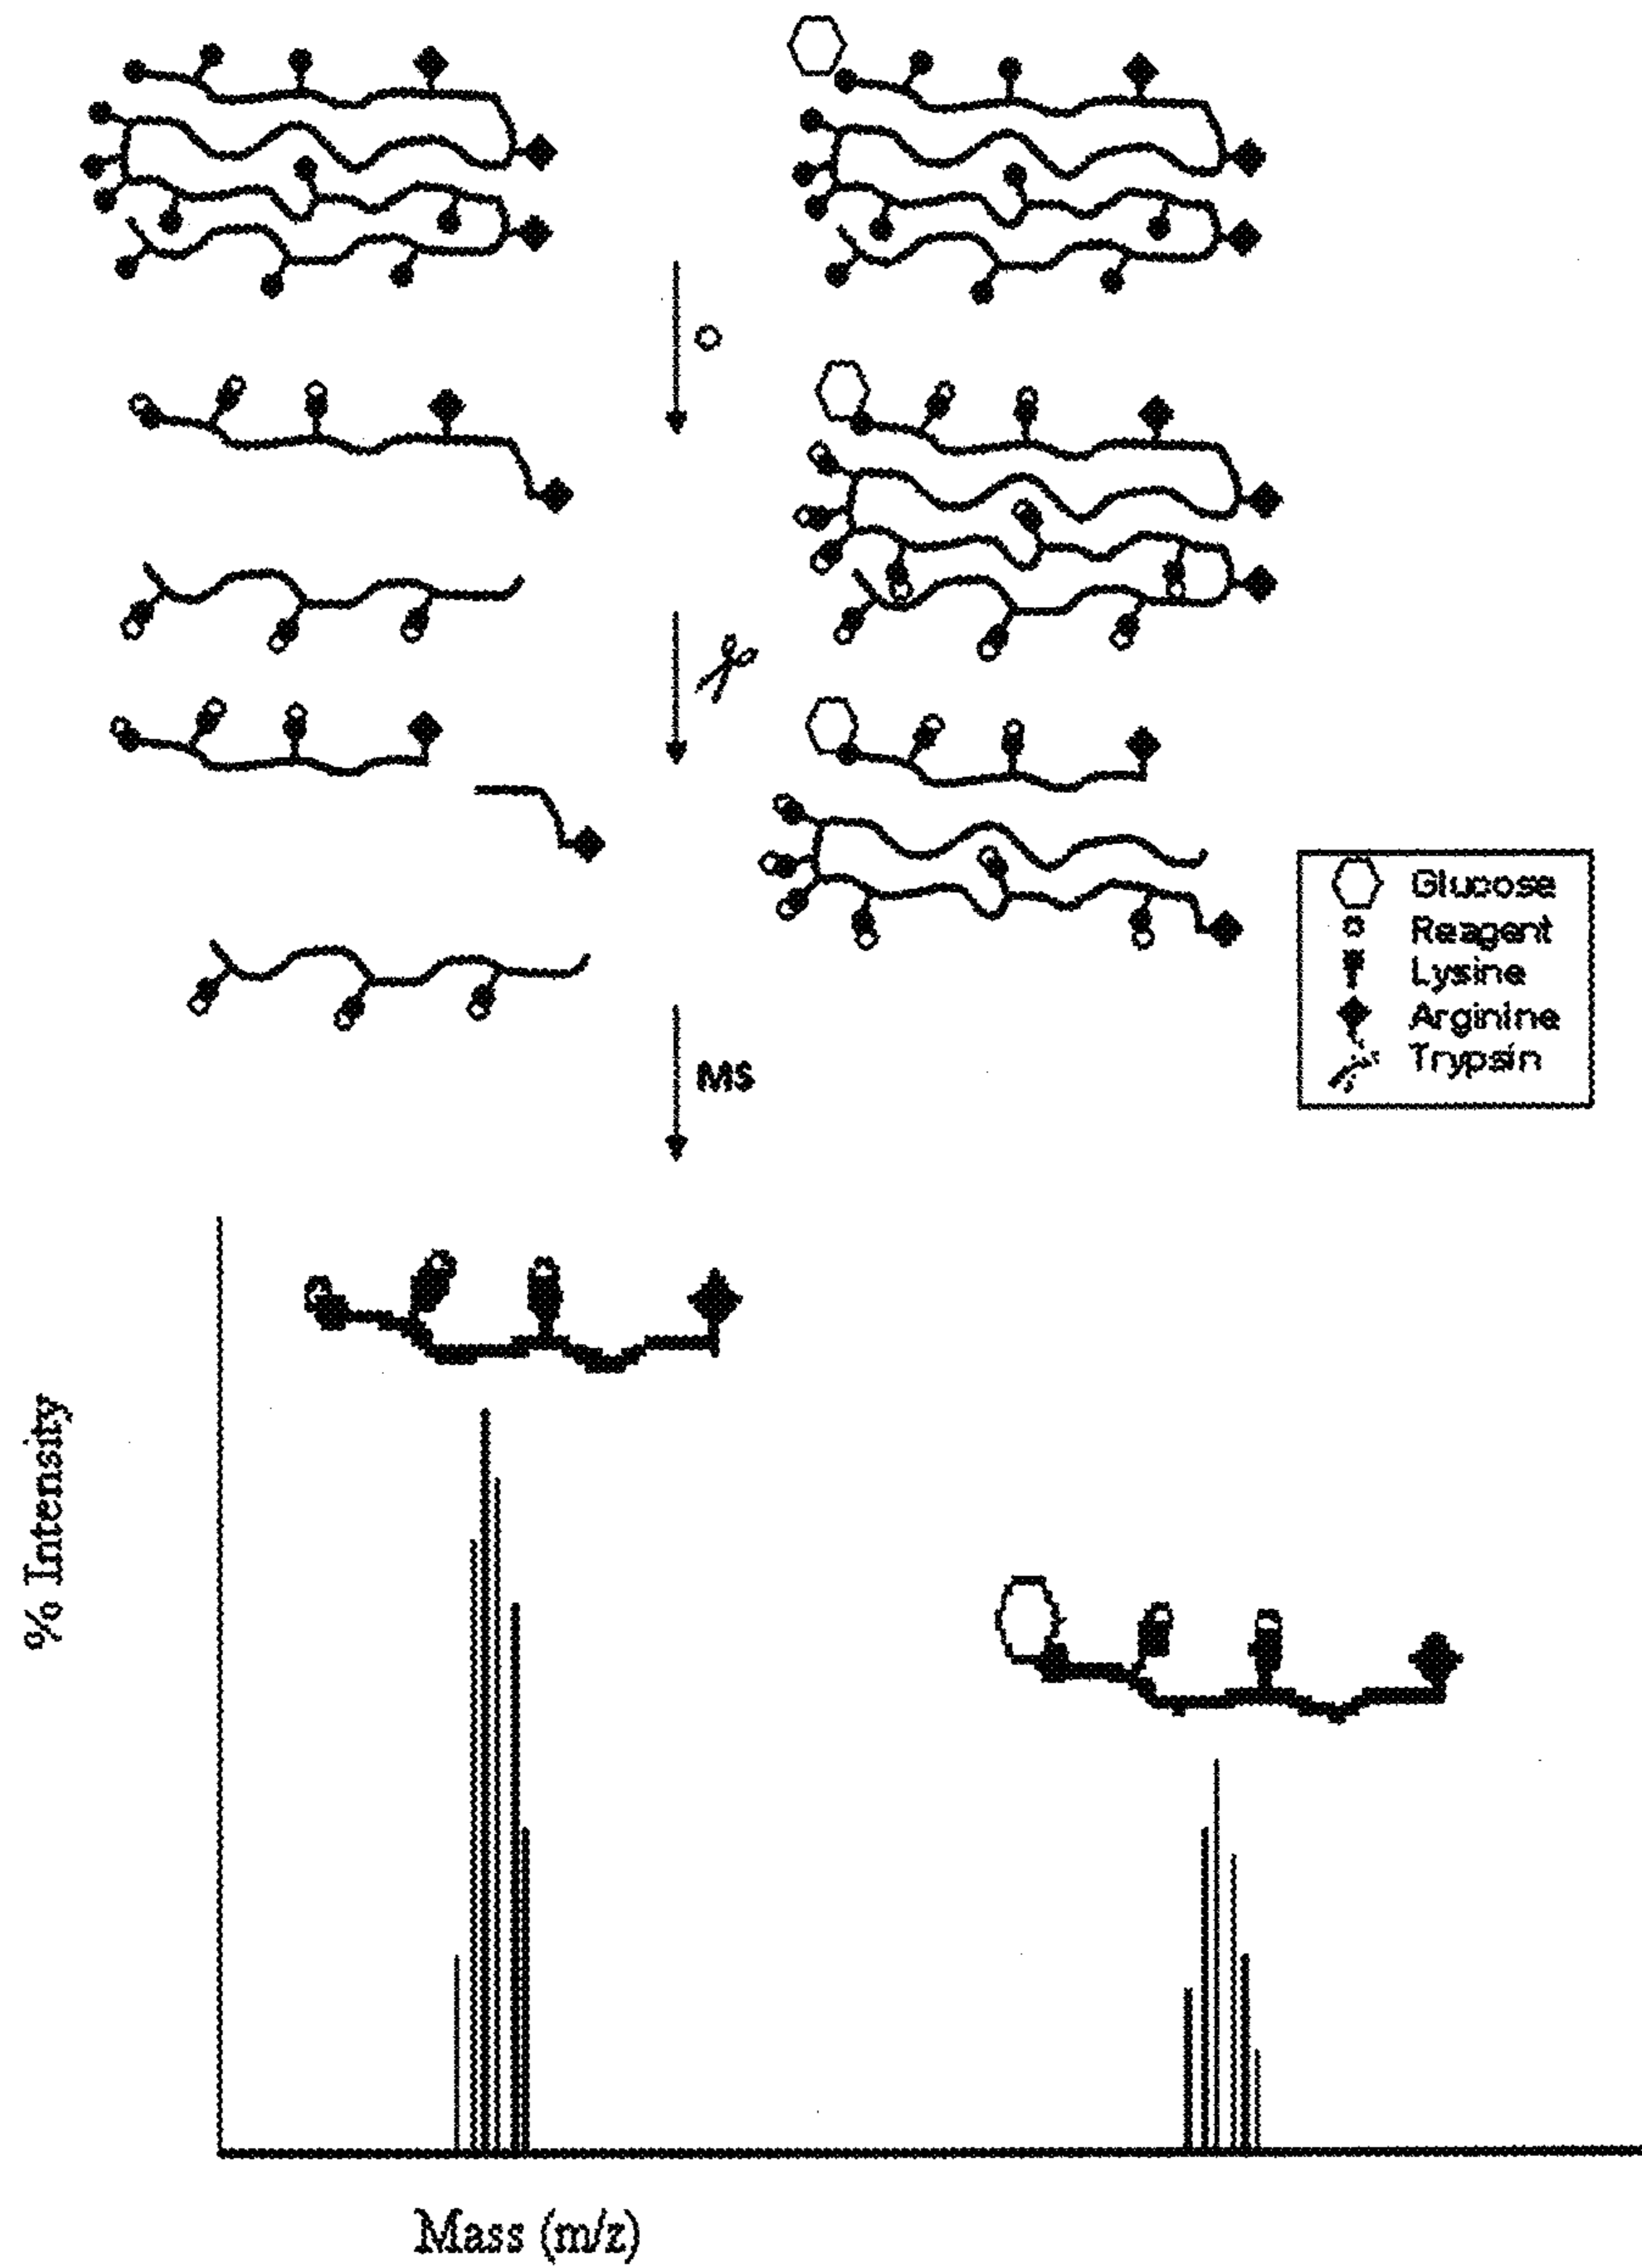 MS
Glucose
Reagent
Lysine
Arginine
Trypsin
% Intensity
Mass (m/z)